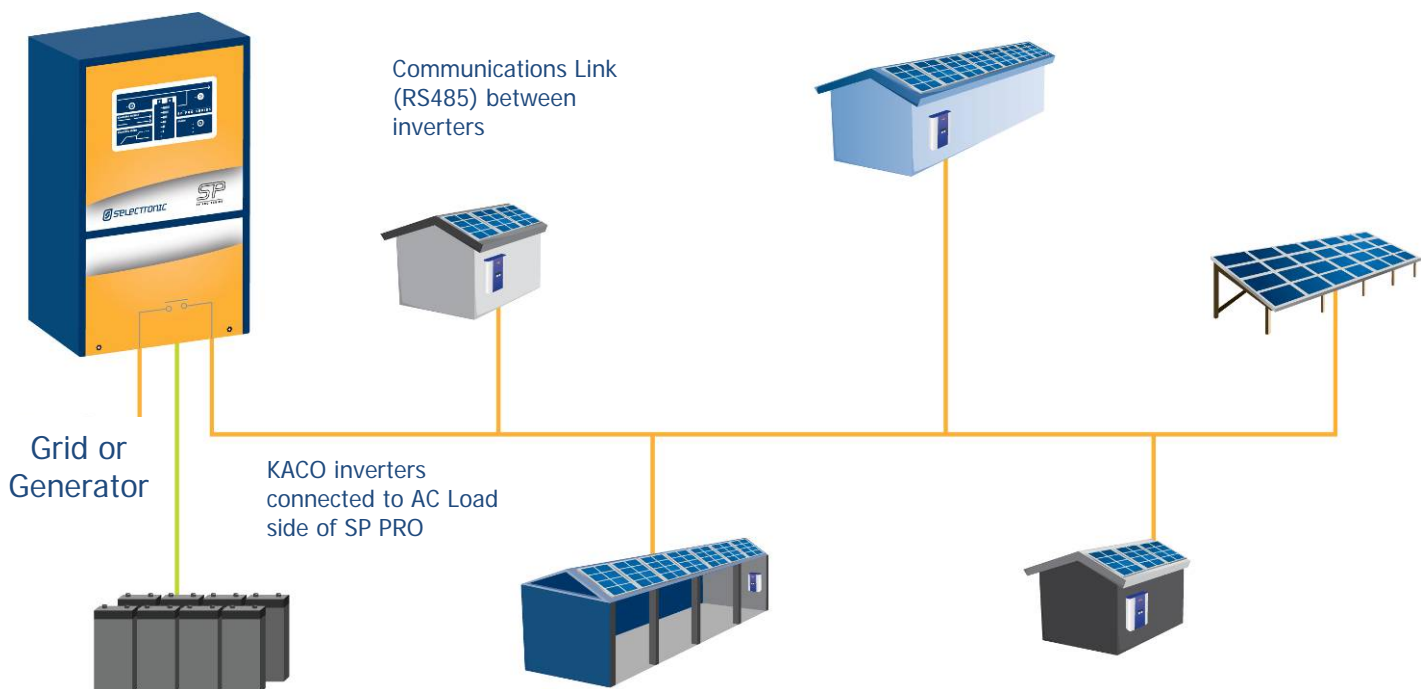 Communications Link
(RS485) between
inverters
SELECTRONIC
SP
Grid or
Generator
KACO inverters
connected to AC Load
side of SP PRO